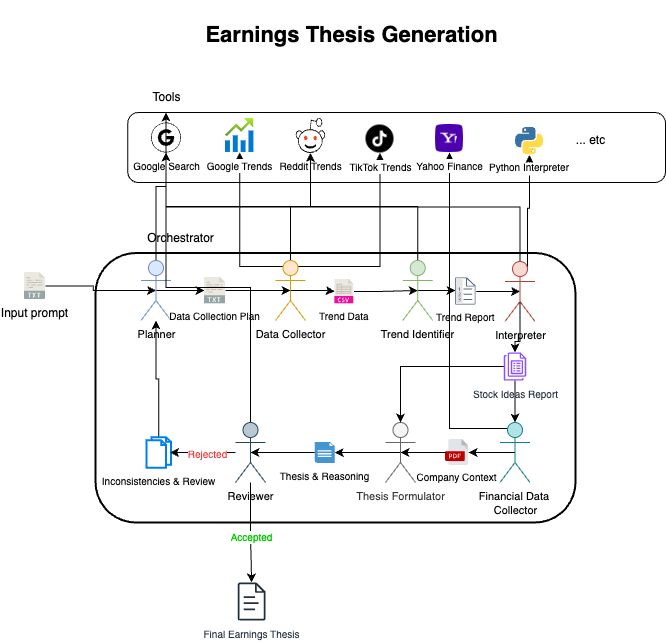 Earnings Thesis Generation
Tools
G
Y!
... etc
Google Search
Google Trends
Reddit Trends
TikTok Trends
Yahoo Finance
Python Interpreter
Orchestrator
TXT
TXT
CSV
Input prompt
Data Collection Plan
Trend Data
Trend Report
Planner
Data Collector
Trend Identifier
Interpreter
Stock Ideas Report
Rejected
PDF
Inconsistencies & Review
Thesis & Reasoning
Company Context
Reviewer
Thesis Formulator
Financial Data
Collector
Accepted
Final Earnings Thesis